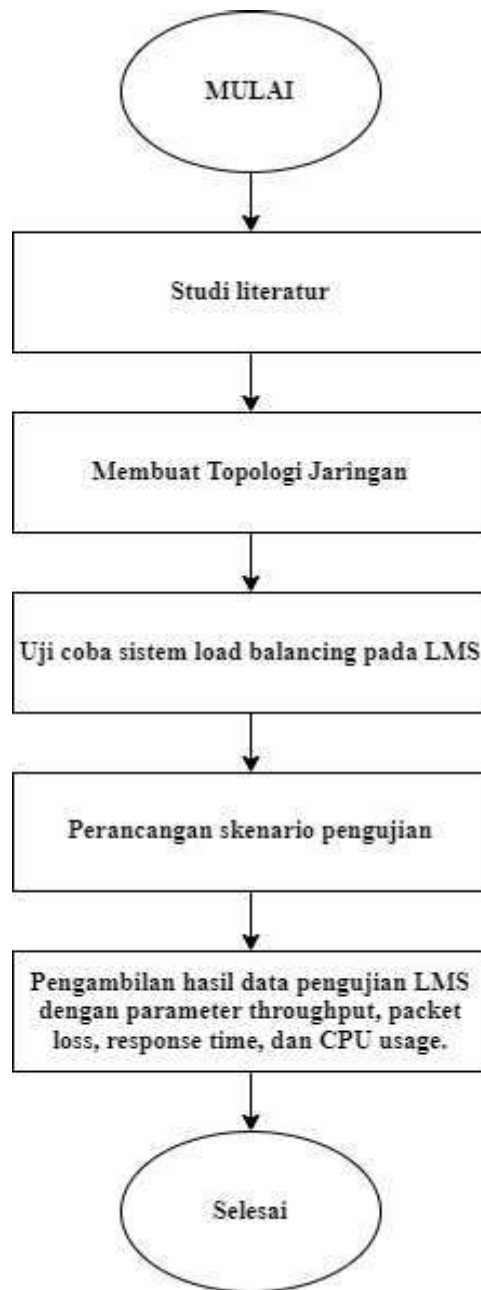 MULAI
Studi literatur
Membuat Topologi Jaringan
Uji coba sistem load balancing pada LMS
Perancangan skenario pengujian
Pengambilan hasil data pengujian LMS
dengan parameter throughput, packet
loss, response time, dan CPU usage.
Selesai